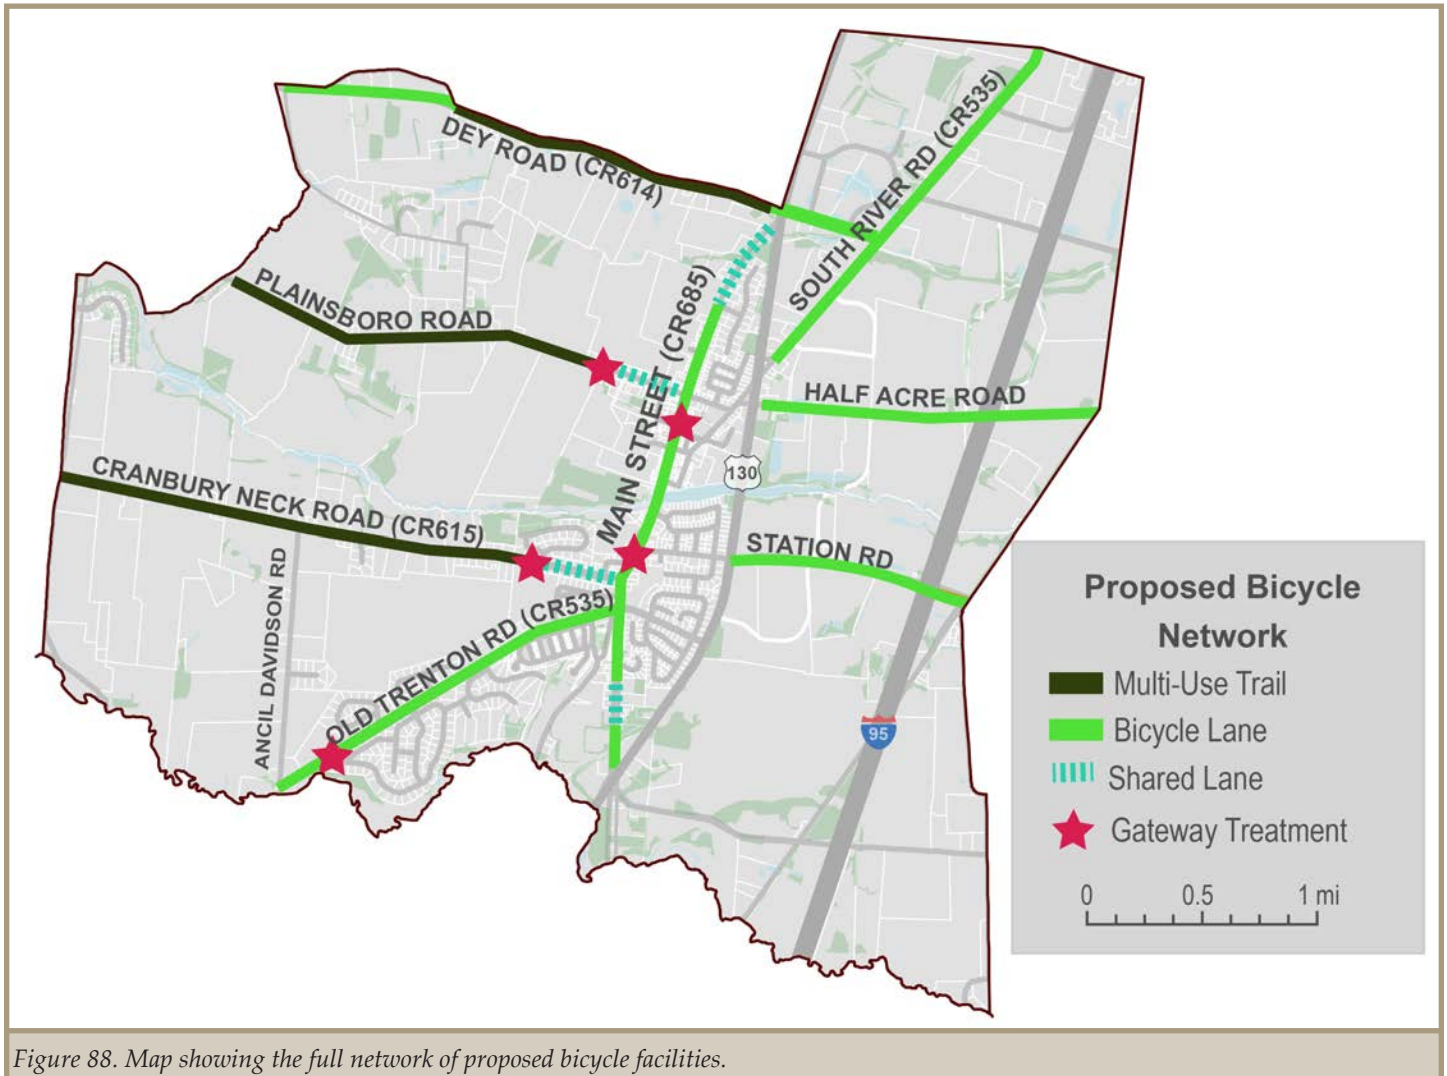 DEY ROAD (CR614)
SOUTH RIVER RD (CR535)
PLAINSBORO ROAD
MAIN STREET (CR685)
HALF ACRE ROAD
CRANBURY NECK ROAD (CR615)
130
STATION RD
ANCIL DAVIDSON RD
OLD TRENTON RD (CR535)
95
Proposed Bicycle
Network
Multi-Use Trail
Bicycle Lane
Shared Lane
Gateway Treatment
0 0.5 1 mi
Figure 88. Map showing the full network of proposed bicycle facilities.